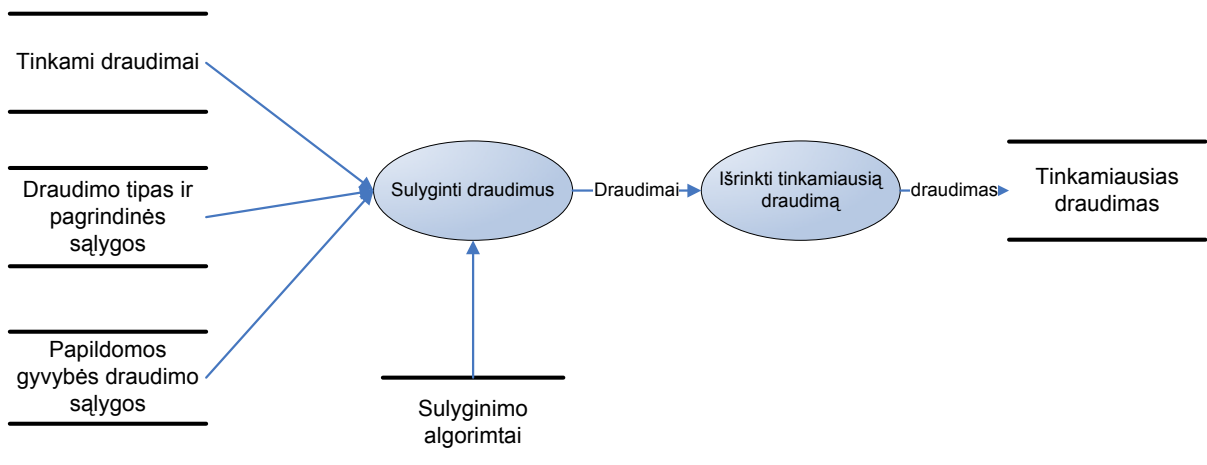 Tinkami draudimai
Draudimo tipas ir
pagrindinės
sąlygos
Papildomos
gyvybės draudimo
sąlygos
Sulyginti draudimus
Sulyginimo
algorimtai
Draudimai
Išrinkti tinkamiausią
draudimą
draudimas
Tinkamiausias
draudimas